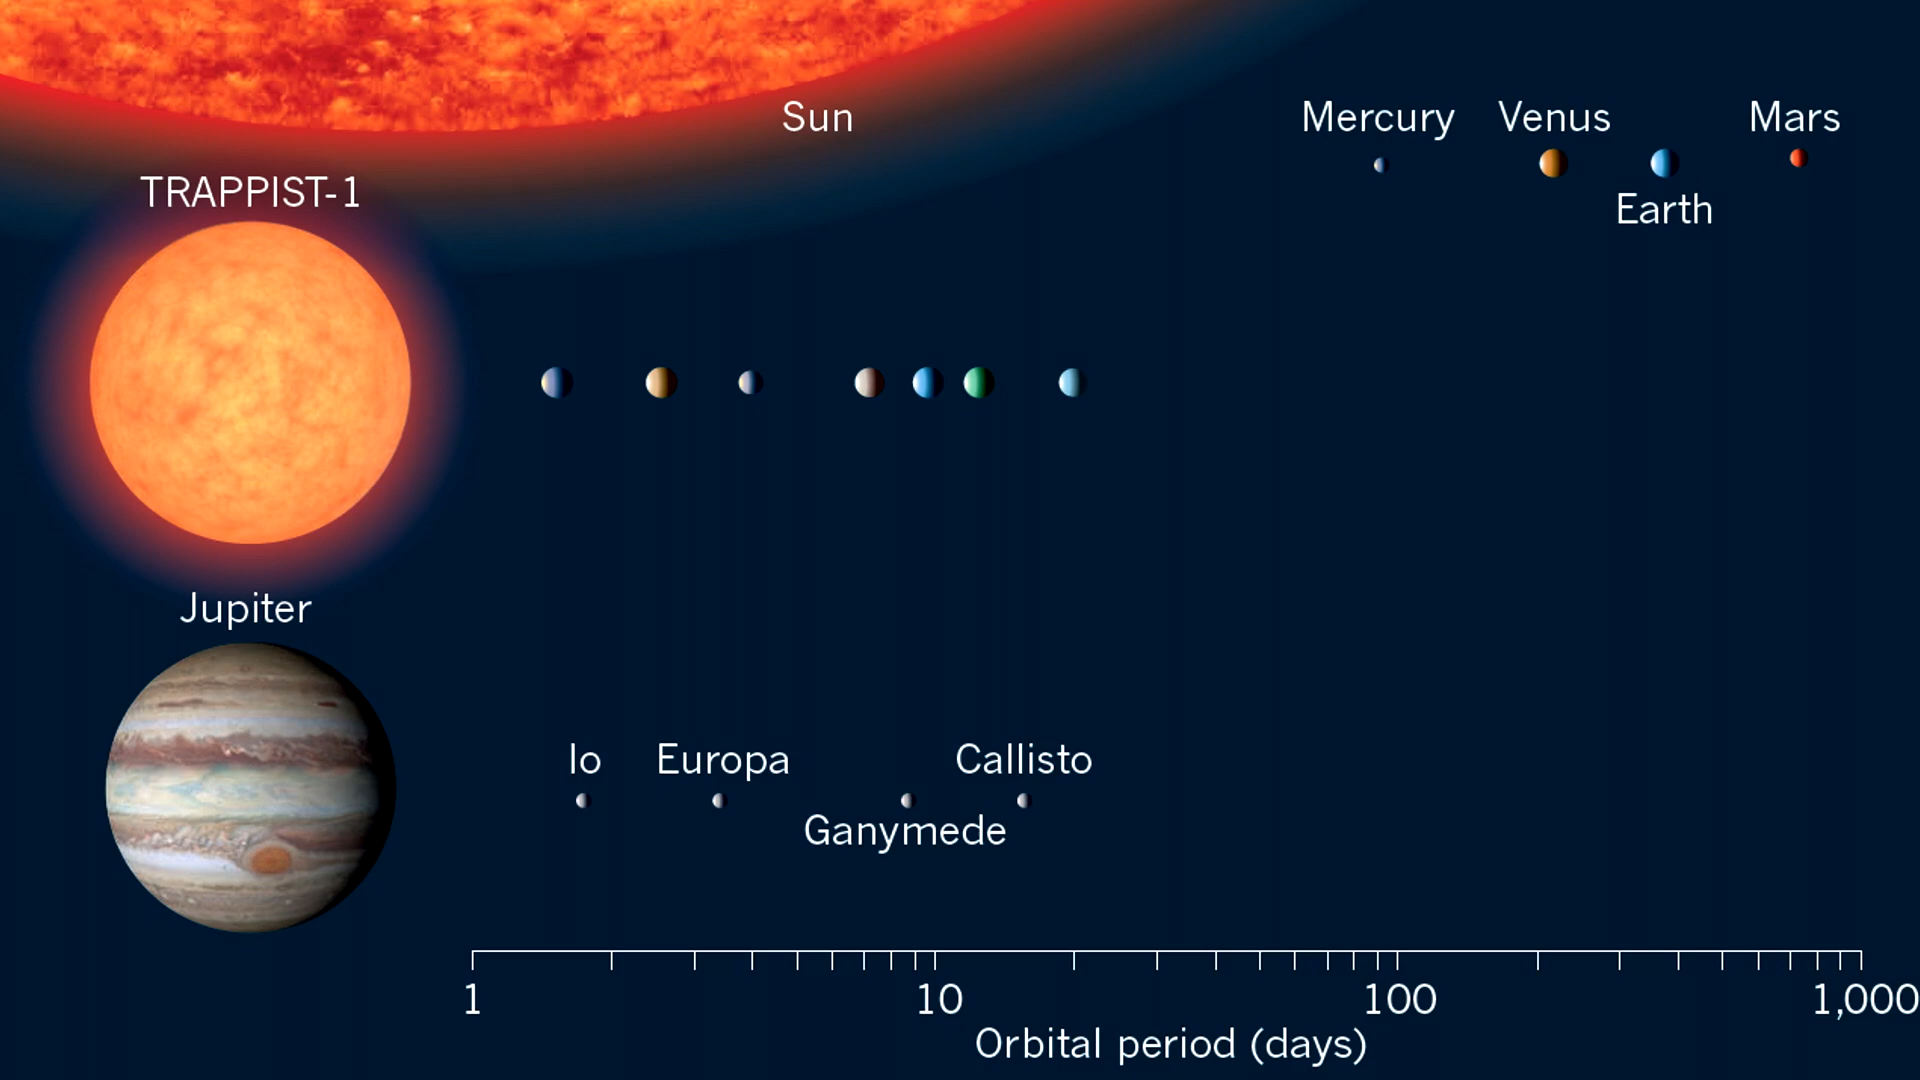 Sun
Mercury
Venus
Mars
Earth
TRAPPIST-1
Jupiter
Io
Europa
Callisto
Ganymede
1
10
100
1,000
Orbital period (days)